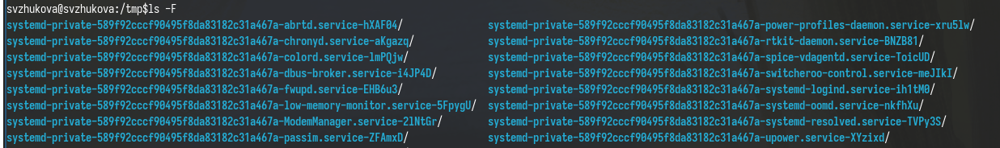 svzhukova@svzhukova:/tmp$ls -F
systemd-private-589f92cccf90495f8da83182c31a467a-abrtd.service-hXAF04/ systemd-private-589f92cccf90495f8da83182c31a467a-power-profiles-daemon.service-xru5lw/
systemd-private-589f92cccf90495f8da83182c31a467a-chronyd.service-aKgazq/ systemd-private-589f92cccf90495f8da83182c31a467a-rtkit-daemon.service-BNZB81/
systemd-private-589f92cccf90495f8da83182c31a467a-colord.service-lmPQjw/ systemd-private-589f92cccf90495f8da83182c31a467a-spice-vdagentd.service-ToicUD/
systemd-private-589f92cccf90495f8da83182c31a467a-dbus-broker.service-i4JP4D/ systemd-private-589f92cccf90495f8da83182c31a467a-switcheroo-control.service-meJIkI/
systemd-private-589f92cccf90495f8da83182c31a467a-fwupd.service-EHB6u3/ systemd-private-589f92cccf90495f8da83182c31a467a-systemd-logind.service-ih1tM0/
systemd-private-589f92cccf90495f8da83182c31a467a-low-memory-monitor.service-5FpygU/ systemd-private-589f92cccf90495f8da83182c31a467a-systemd-oomd.service-nkfhXu/
systemd-private-589f92cccf90495f8da83182c31a467a-ModemManager.service-2lNtGr/ systemd-private-589f92cccf90495f8da83182c31a467a-systemd-resolved.service-TVPy3S/
systemd-private-589f92cccf90495f8da83182c31a467a-passim.service-ZFAmxD/ systemd-private-589f92cccf90495f8da83182c31a467a-upower.service-XYzixd/